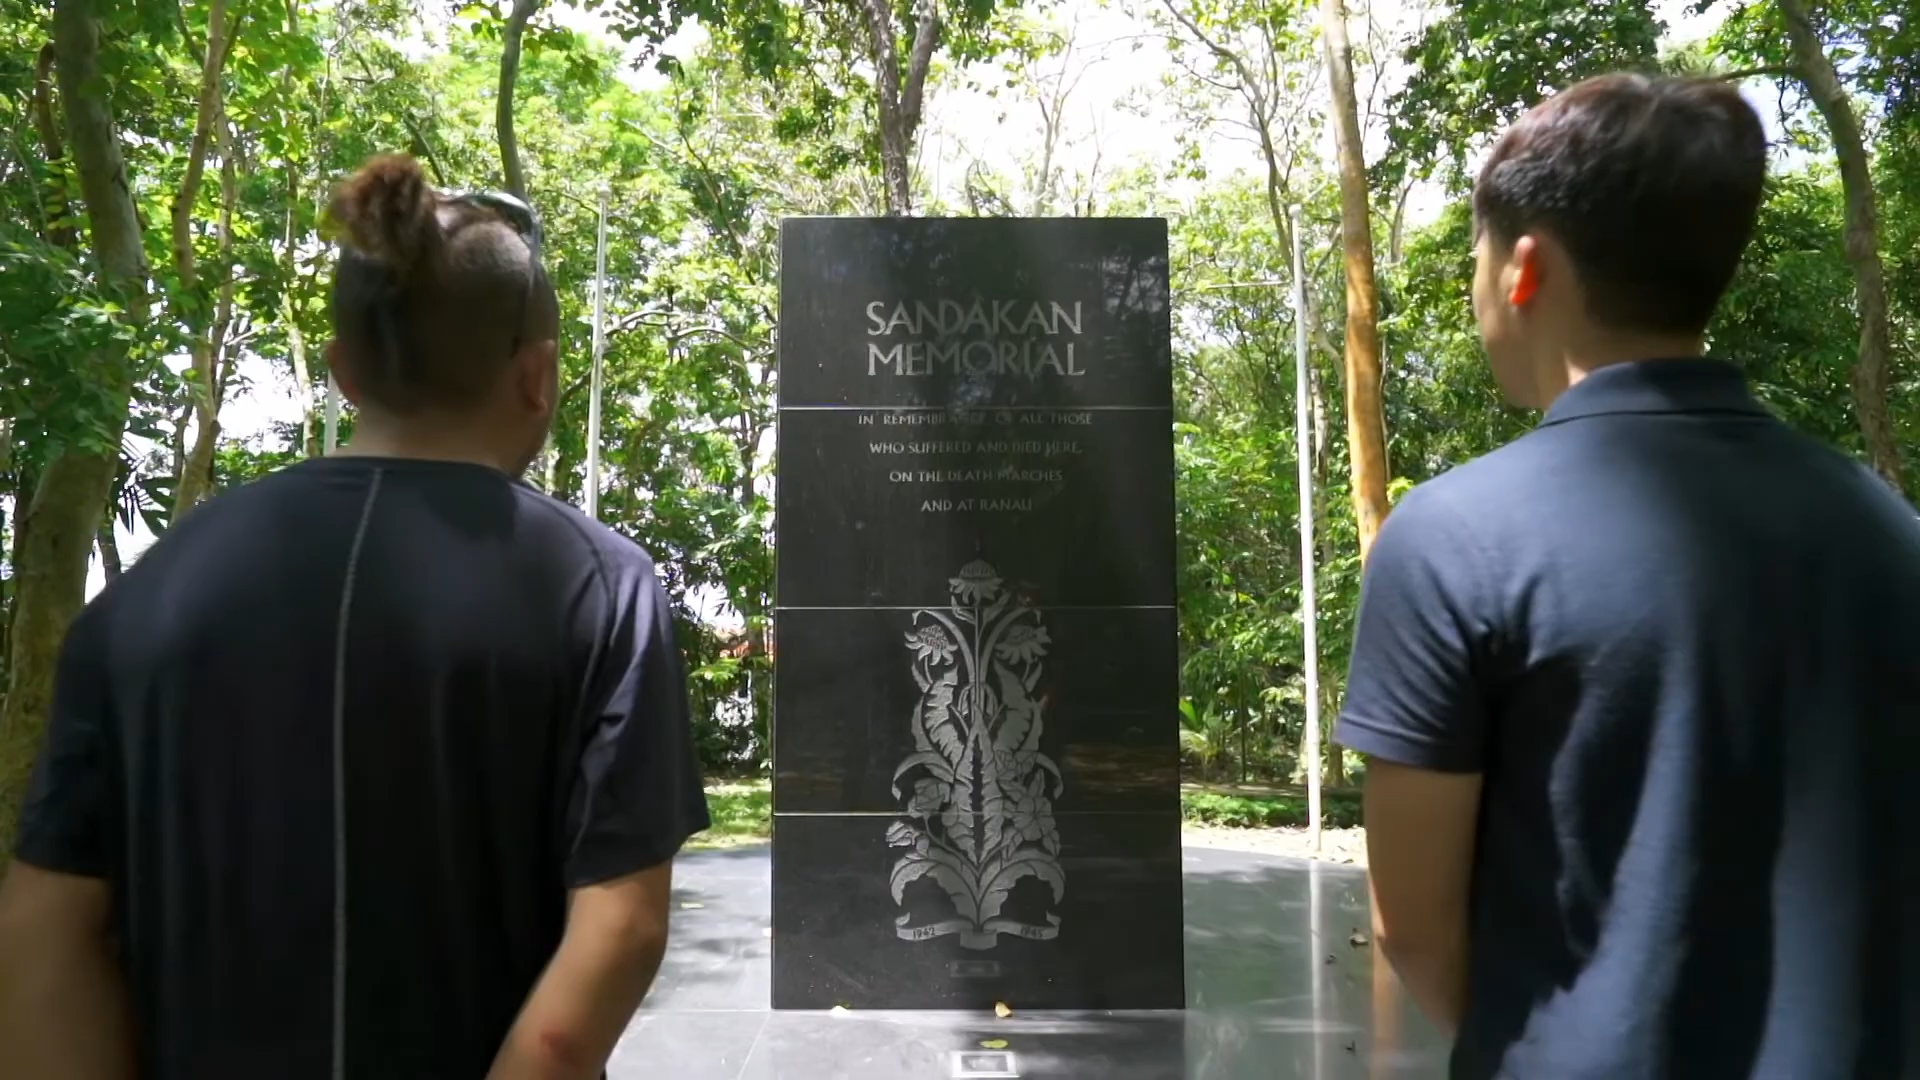 SANDAKAN
MEMORIAL
IN REMEMBRANCE OF ALL THOSE
WHO SUFFERED AND DIED HERE,
ON THE DEATH MARCHES
AND AT RANAU
1942 1945